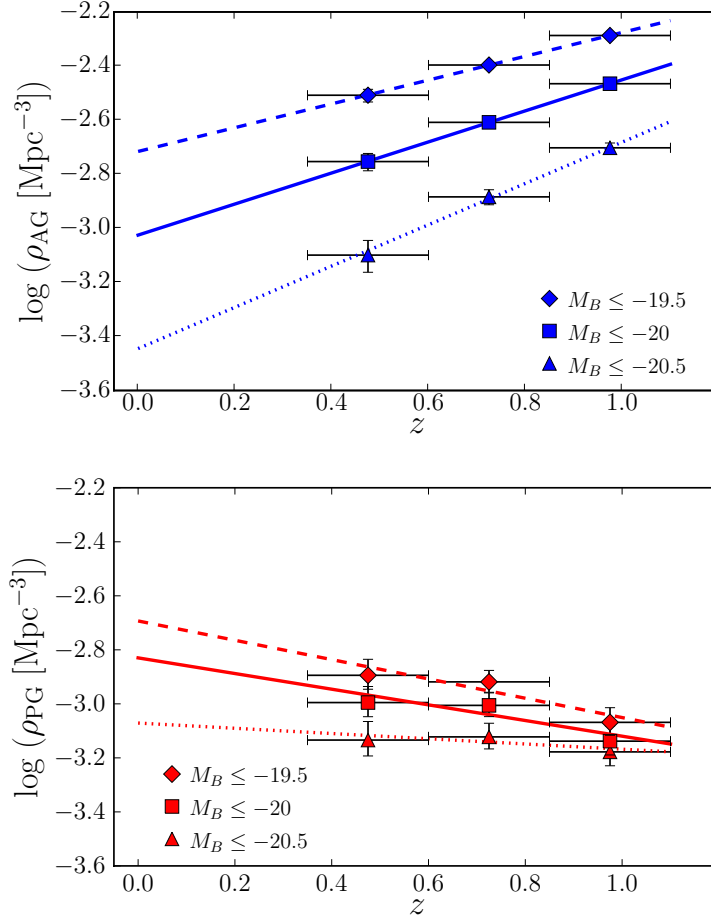 −2.2
−2.4
−2.6
−2.8
−3.0
−3.2
−3.4
−3.6
log (ρ_AG [Mpc⁻³])
M_B ≤ −19.5
M_B ≤ −20
M_B ≤ −20.5
0.0 0.2 0.4 0.6 0.8 1.0
z
−2.2
−2.4
−2.6
−2.8
−3.0
−3.2
−3.4
−3.6
log (ρ_PG [Mpc⁻³])
M_B ≤ −19.5
M_B ≤ −20
M_B ≤ −20.5
0.0 0.2 0.4 0.6 0.8 1.0
z